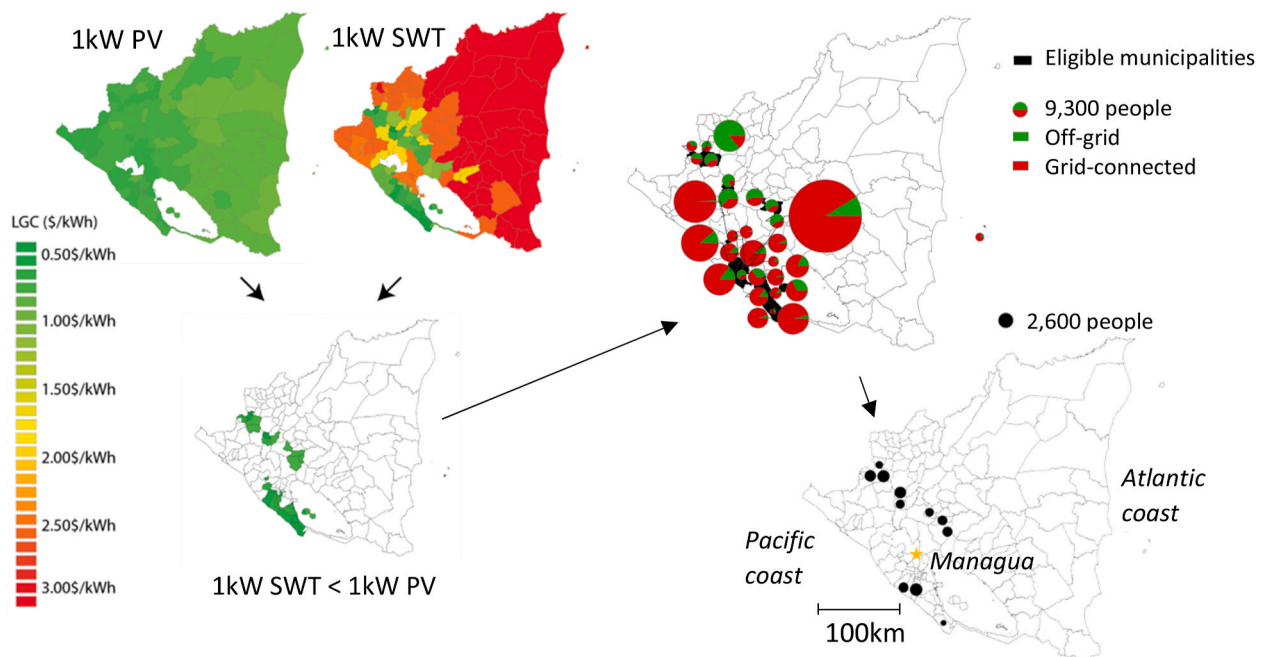 1kW PV
1kW SWT
LGC ($/kWh)
0.50$/kWh
1.00$/kWh
1.50$/kWh
2.00$/kWh
2.50$/kWh
3.00$/kWh
1kW SWT < 1kW PV
Eligible municipalities
9,300 people
Off-grid
Grid-connected
2,600 people
Atlantic
coast
Pacific
coast
Managua
100km